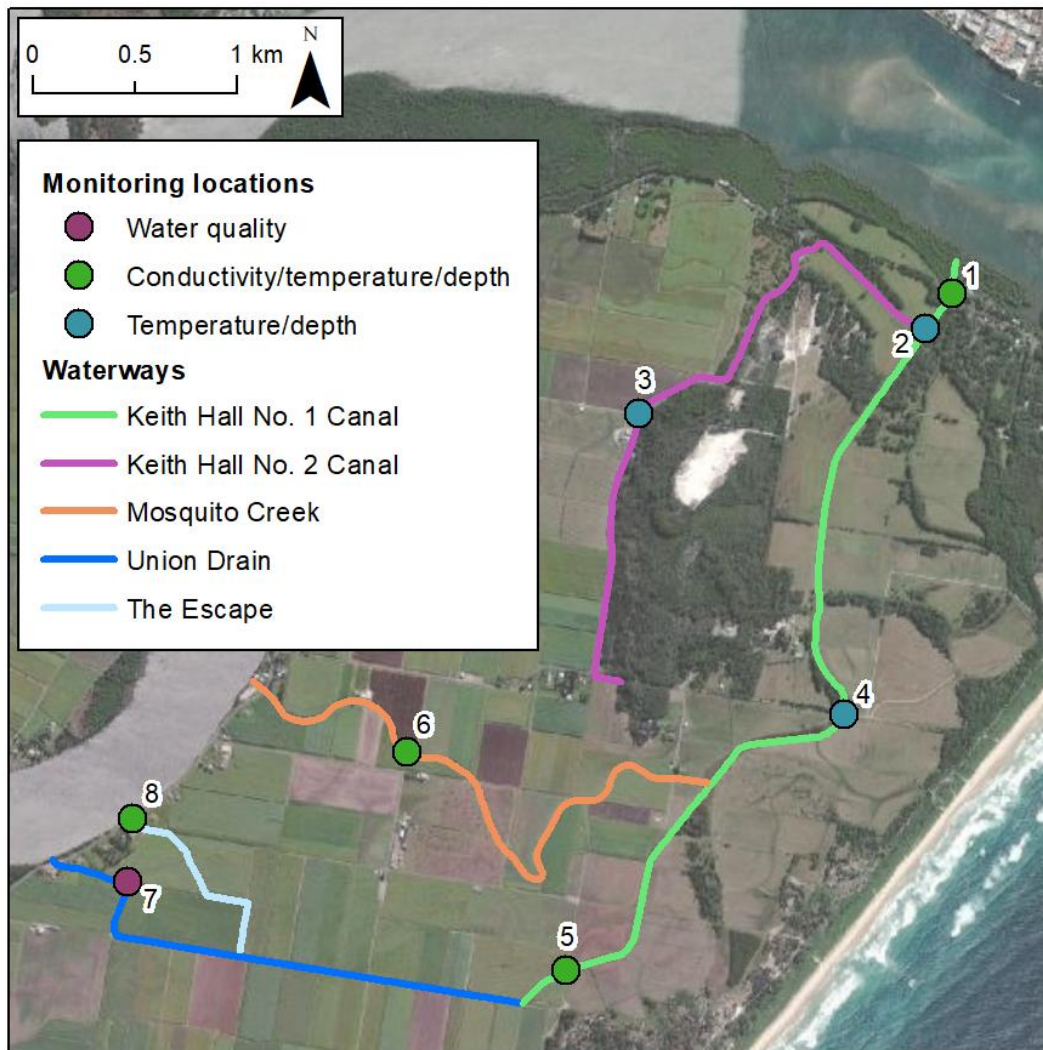 0 0.5 1 km
N
Monitoring locations
Water quality
Conductivity/temperature/depth
Temperature/depth
Waterways
Keith Hall No. 1 Canal
Keith Hall No. 2 Canal
Mosquito Creek
Union Drain
The Escape
1
2
3
4
6
8
7
5